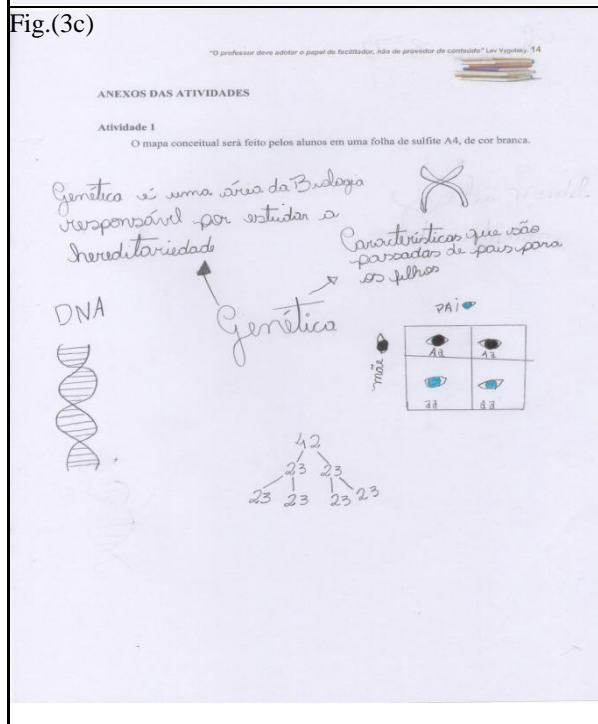 Fig.(3c)
"O professor deve adotar o papel de facilitador, não de provedor de conteúdo" Lev Vygotsky. 14
ANEXOS DAS ATIVIDADES
Atividade 1
O mapa conceitual será feito pelos alunos em uma folha de sulfite A4, de cor branca.
Genética é uma área da Biologia
responsável por estudar a
hereditariedade
Características que são
passadas de pais para
os filhos
DNA
Genética
PAI
mãe
Aa Aa
aa aa
42
23 23
23 23 23 23